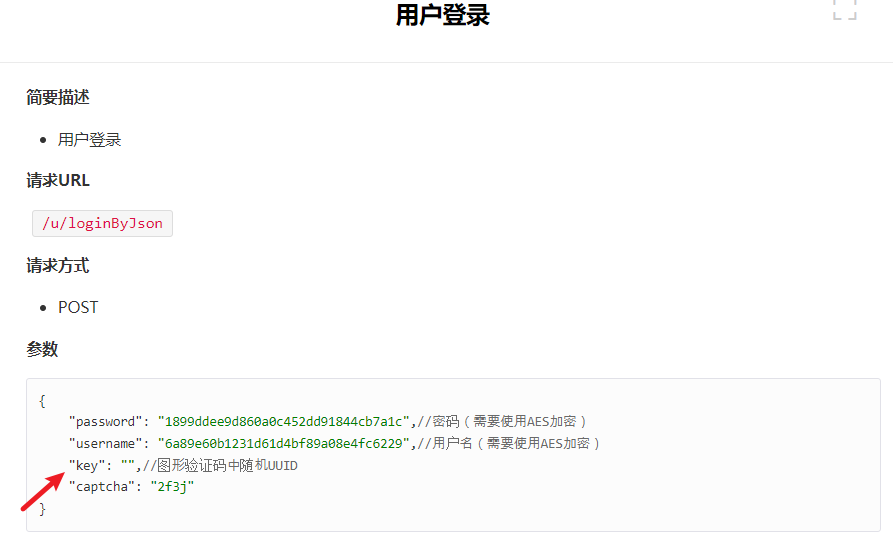 用户登录
简要描述
用户登录
请求URL
/u/loginByJson
请求方式
POST
参数
{
"password": "1899ddee9d860a0c452dd91844cb7a1c",//密码（需要使用AES加密）
"username": "6a89e60b1231d61d4bf89a08e4fc6229",//用户名（需要使用AES加密）
"key": "",//图形验证码中随机UUID
"captcha": "2f3j"
}